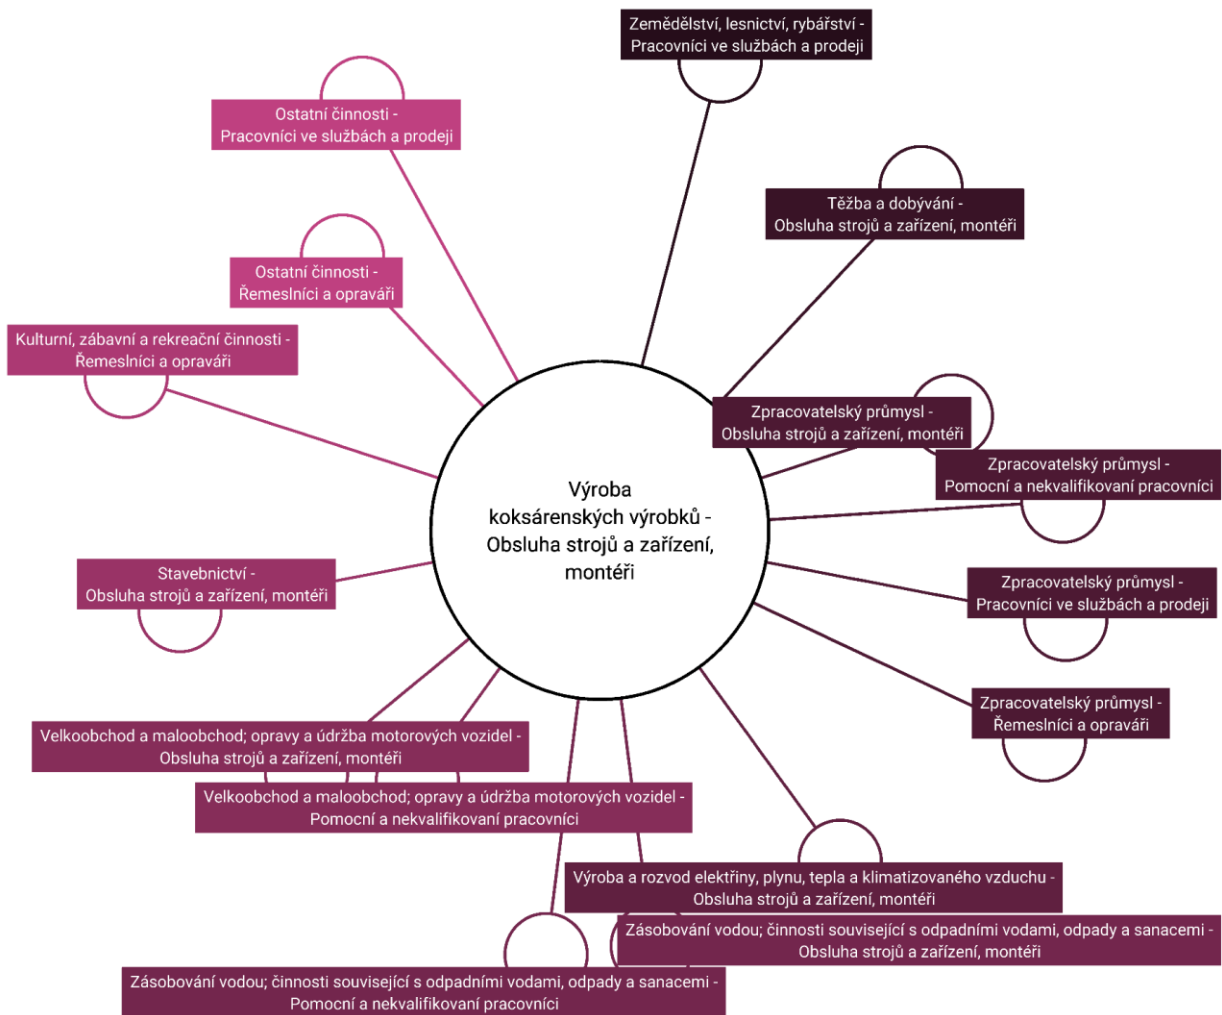 Zemědělství, lesnictví, rybářství -
Pracovníci ve službách a prodeji
Ostatní činnosti -
Pracovníci ve službách a prodeji
Těžba a dobývání -
Obsluha strojů a zařízení, montéři
Ostatní činnosti -
Řemeslníci a opraváři
Kulturní, zábavní a rekreační činnosti -
Řemeslníci a opraváři
Zpracovatelský průmysl -
Obsluha strojů a zařízení, montéři
Zpracovatelský průmysl -
Pomocní a nekvalifikovaní pracovníci
Výroba
koksárenských výrobků -
Obsluha strojů a zařízení,
montéři
Stavebnictví -
Obsluha strojů a zařízení, montéři
Zpracovatelský průmysl -
Pracovníci ve službách a prodeji
Zpracovatelský průmysl -
Řemeslníci a opraváři
Velkoobchod a maloobchod; opravy a údržba motorových vozidel -
Obsluha strojů a zařízení, montéři
Velkoobchod a maloobchod; opravy a údržba motorových vozidel -
Pomocní a nekvalifikovaní pracovníci
Výroba a rozvod elektřiny, plynu, tepla a klimatizovaného vzduchu -
Obsluha strojů a zařízení, montéři
Zásobování vodou; činnosti související s odpadními vodami, odpady a sanacemi -
Obsluha strojů a zařízení, montéři
Zásobování vodou; činnosti související s odpadními vodami, odpady a sanacemi -
Pomocní a nekvalifikovaní pracovníci